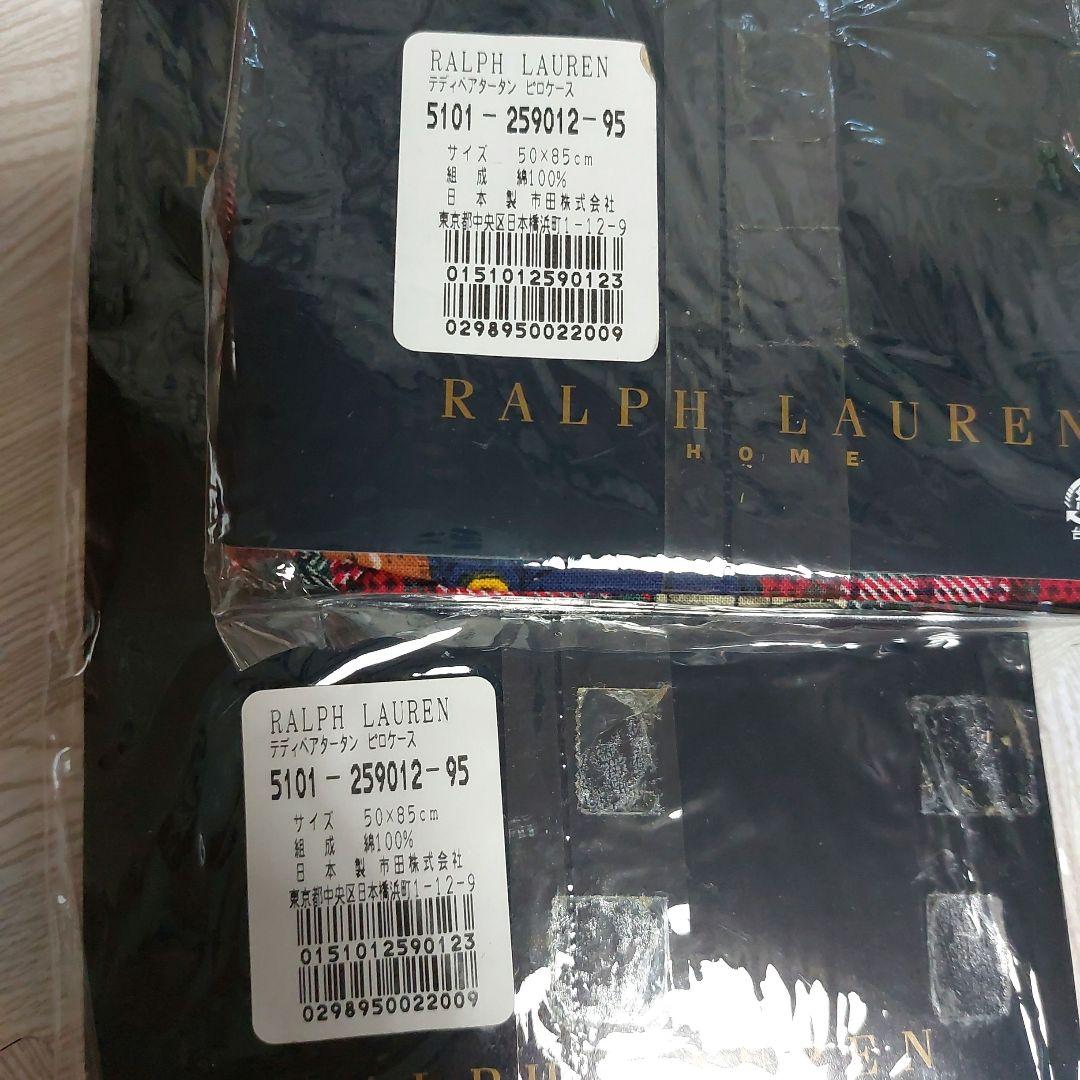 RALPH LAUREN
テディベアタータン ピロケース
5101-259012-95
サイズ 50×85cm
組成 綿100%
日本製 市田株式会社
東京都中央区日本橋浜町1-12-9
0151012590123
0298950022009
R
RALPH LAUREN
HOME
RALPH LAUREN
テディベアタータン ピロケース
5101-259012-95
サイズ 50×85cm
組成 綿100%
日本製 市田株式会社
東京都中央区日本橋浜町1-12-9
0151012590123
0298950022009